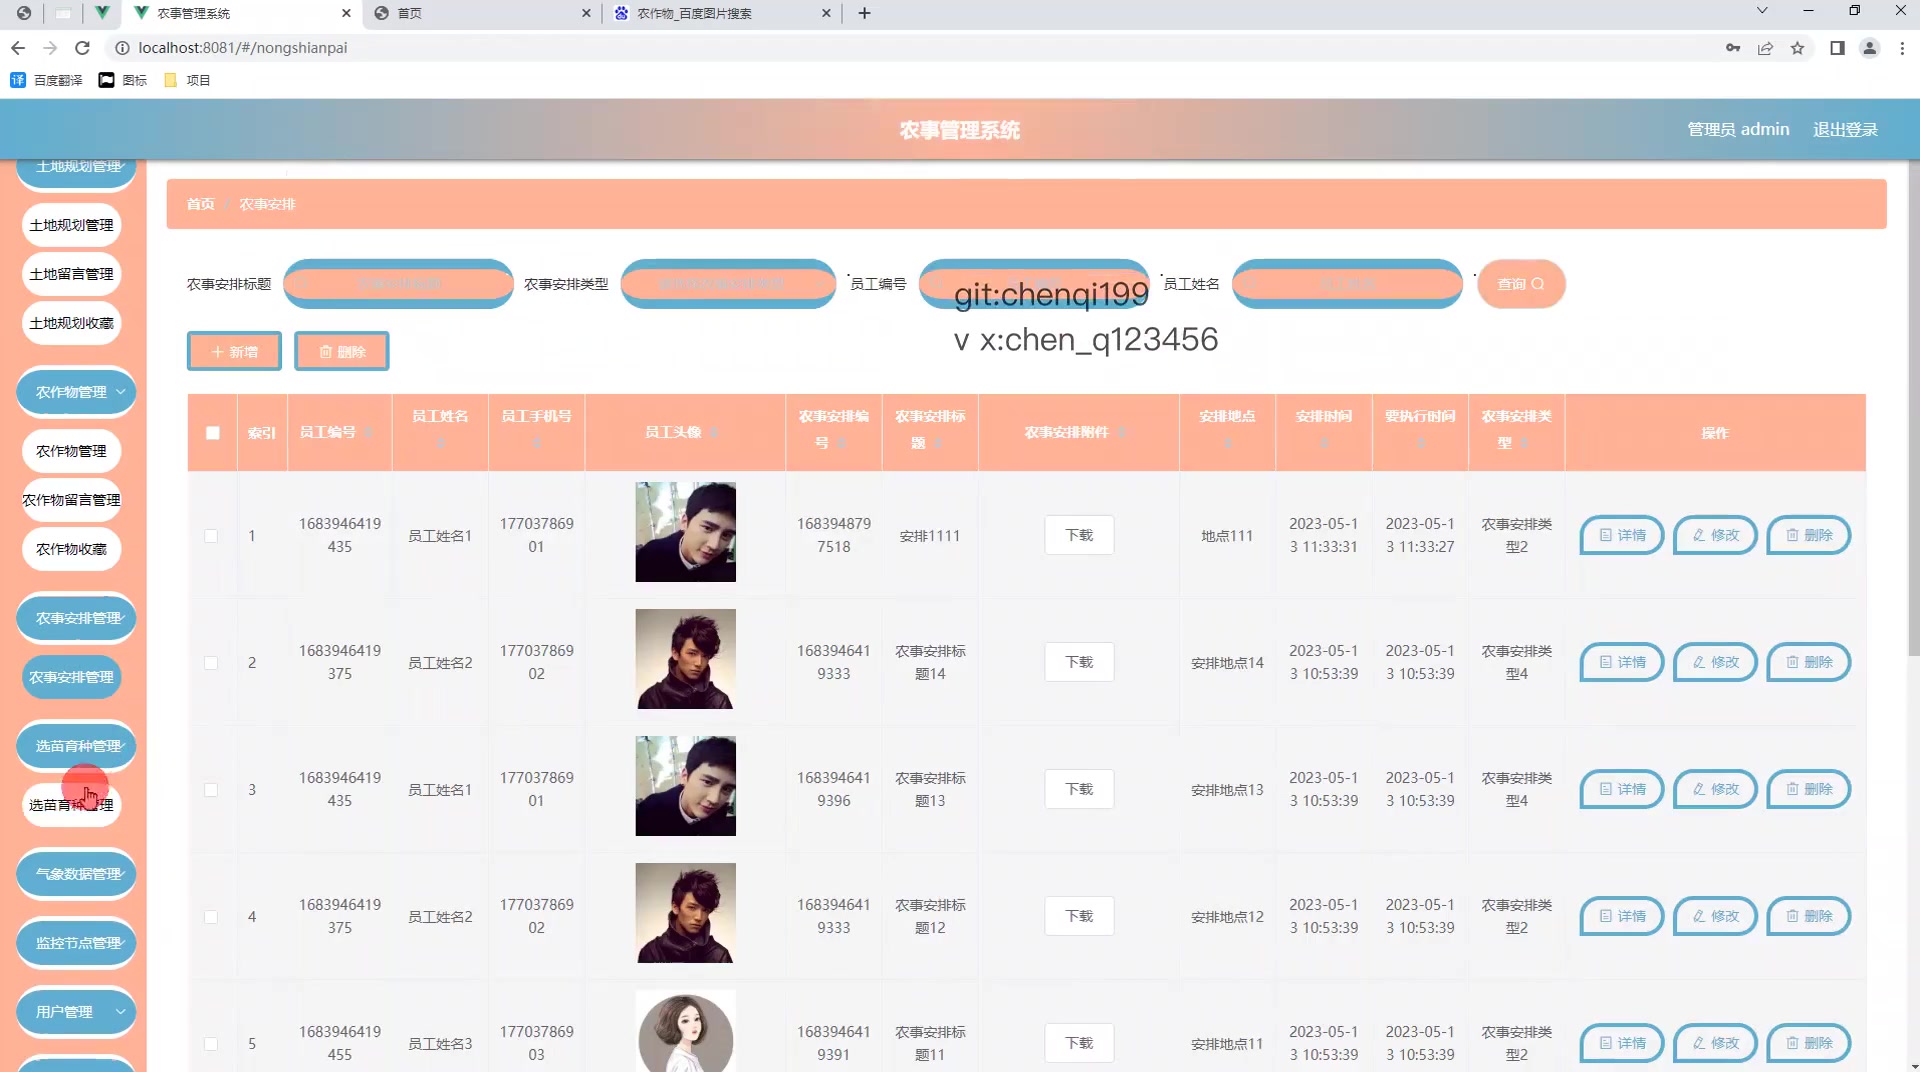 农事管理系统
首页
农作物_百度图片搜索
localhost:8081/#/nongshianpai
百度翻译
图标
项目
农事管理系统
管理员 admin
退出登录
土地规划管理
土地规划管理
土地留言管理
土地规划收藏
农作物管理
农作物管理
农作物留言管理
农作物收藏
农事安排管理
农事安排管理
选苗育种管理
选苗育种管理
气象数据管理
监控节点管理
用户管理
首页 / 农事安排
农事安排标题
农事安排类型
员工编号
员工姓名
查询
git:chenqi199
v x:chen_q123456
新增
删除
索引 员工编号 员工姓名 员工手机号 员工头像 农事安排编号 农事安排标题 农事安排附件 安排地点 安排时间 要执行时间 农事安排类型 操作
1 1683946419435 员工姓名1 17703786901 1683948797518 安排1111 下载 地点111 2023-05-13 11:33:31 2023-05-13 11:33:27 农事安排类型2 详情 修改 删除
2 1683946419375 员工姓名2 17703786902 1683946419333 农事安排标题14 下载 安排地点14 2023-05-13 10:53:39 2023-05-13 10:53:39 农事安排类型4 详情 修改 删除
3 1683946419435 员工姓名1 17703786901 1683946419396 农事安排标题13 下载 安排地点13 2023-05-13 10:53:39 2023-05-13 10:53:39 农事安排类型4 详情 修改 删除
4 1683946419375 员工姓名2 17703786902 1683946419333 农事安排标题12 下载 安排地点12 2023-05-13 10:53:39 2023-05-13 10:53:39 农事安排类型2 详情 修改 删除
5 1683946419455 员工姓名3 17703786903 1683946419391 农事安排标题11 下载 安排地点11 2023-05-13 10:53:39 2023-05-13 10:53:39 农事安排类型2 详情 修改 删除